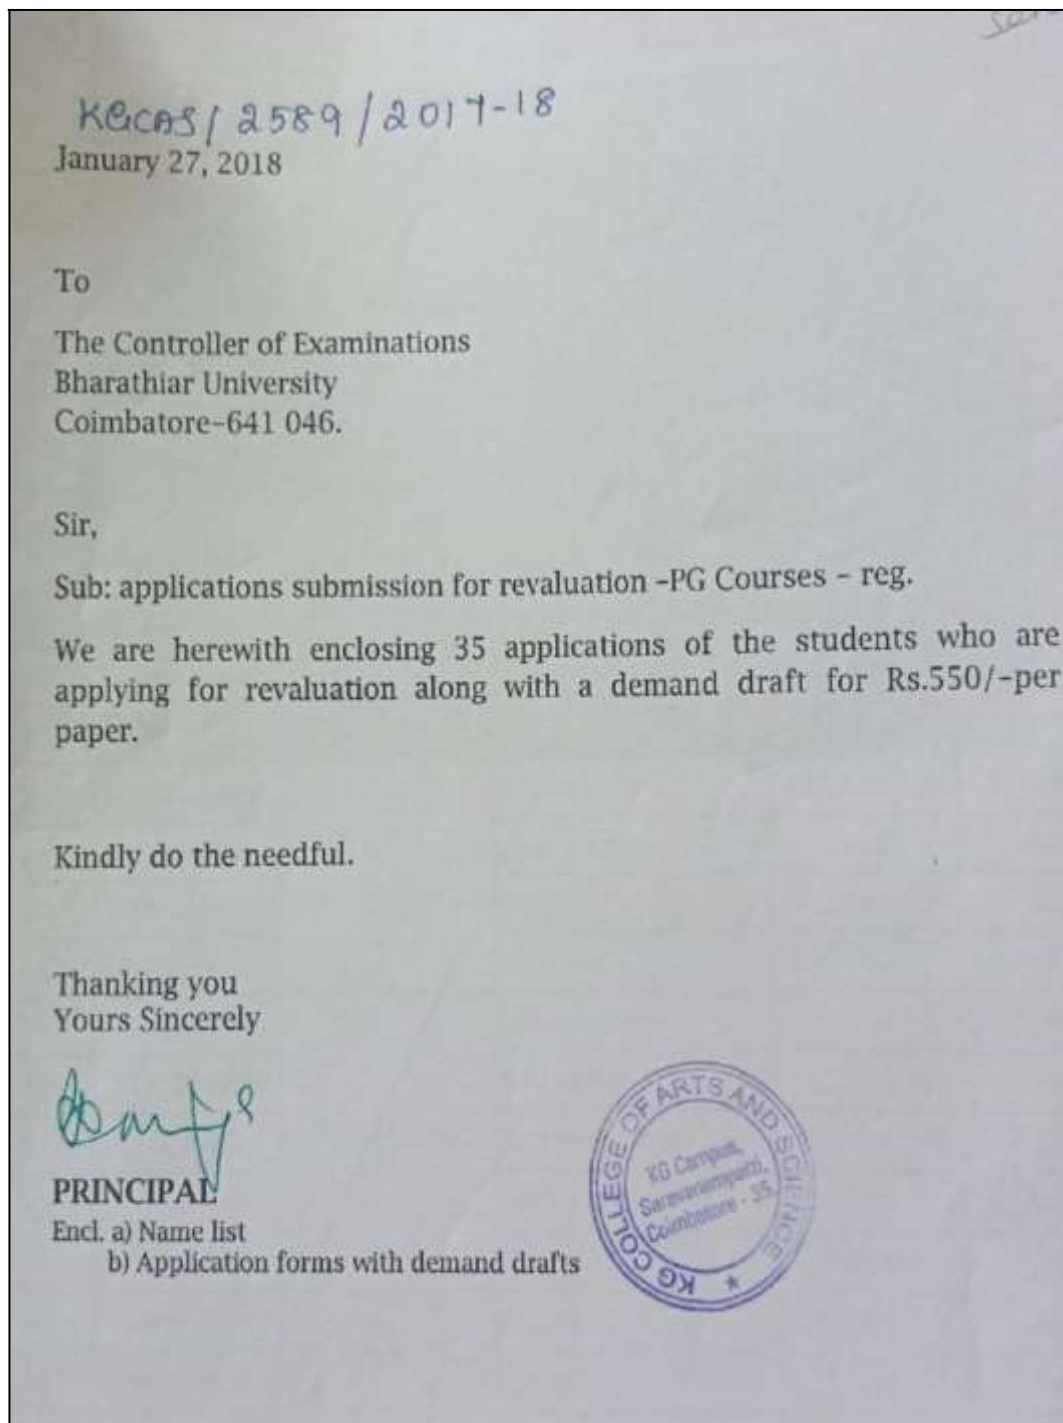 KGCAS/2589/2017-18
January 27, 2018
To
The Controller of Examinations
Bharathiar University
Coimbatore-641 046.
Sir,
Sub: applications submission for revaluation -PG Courses - reg.
We are herewith enclosing 35 applications of the students who are
applying for revaluation along with a demand draft for Rs.550/-per
paper.
Kindly do the needful.
Thanking you
Yours Sincerely
PRINCIPAL
Encl. a) Name list
b) Application forms with demand drafts
KG COLLEGE OF ARTS AND SCIENCE
KG Campus,
Saravanampatti,
Coimbatore - 35.